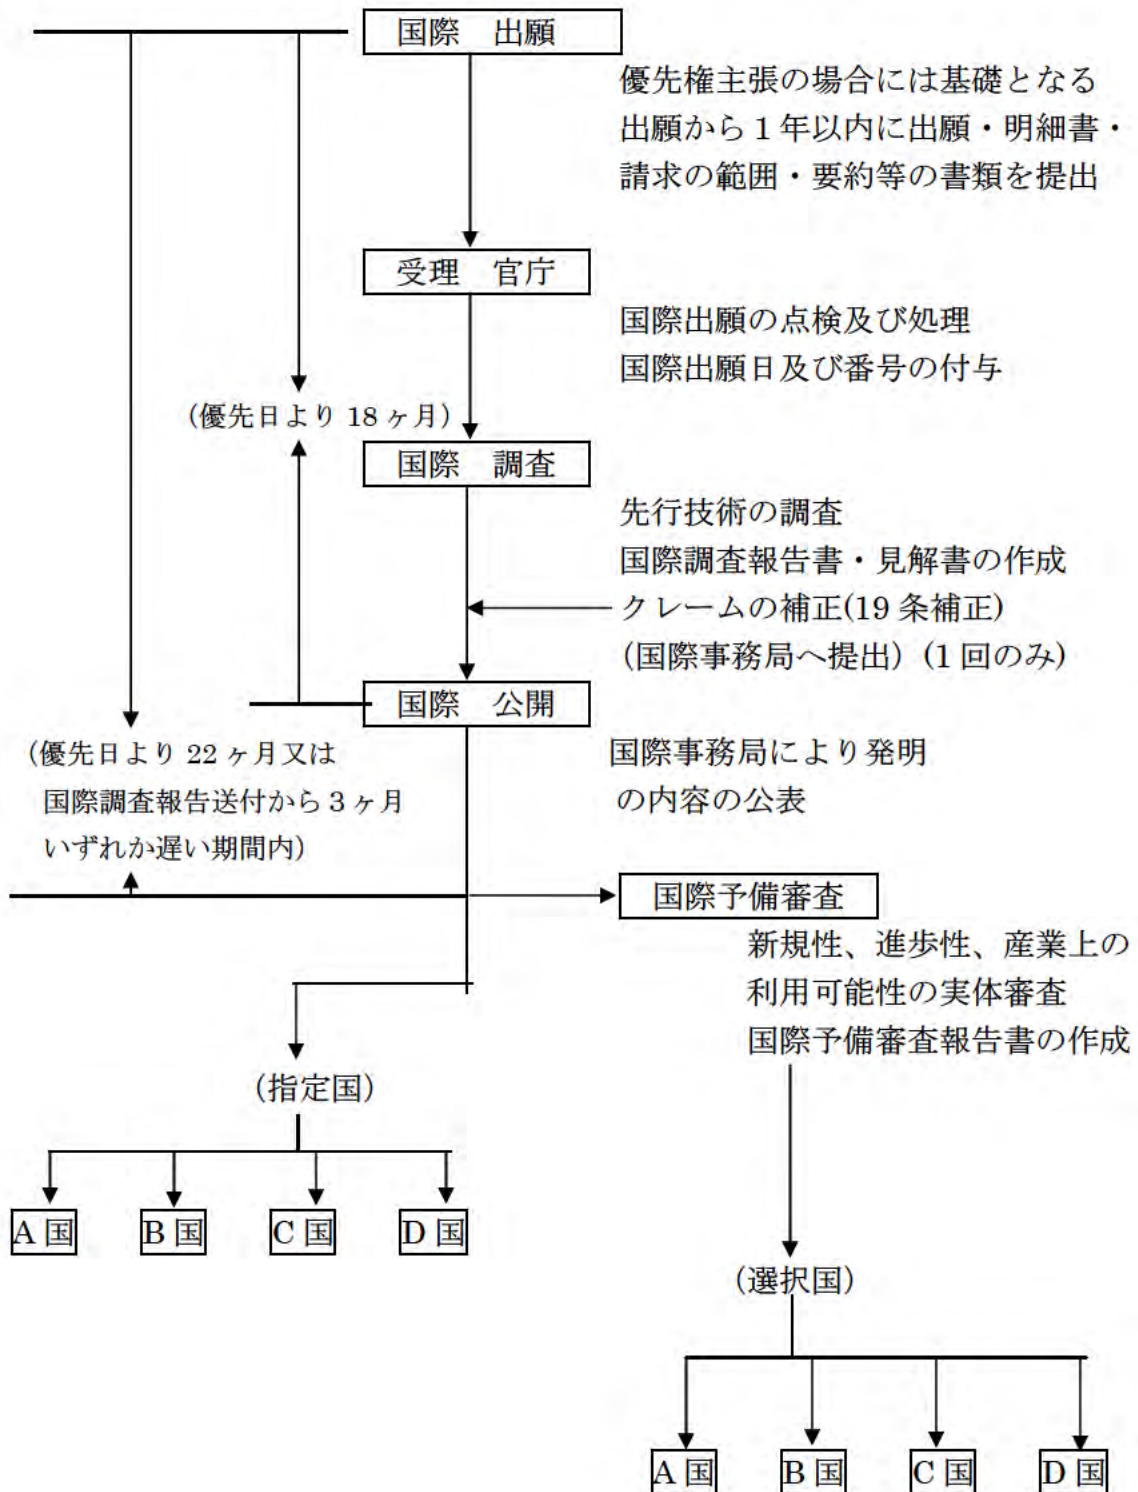 国際　出願
優先権主張の場合には基礎となる
出願から１年以内に出願・明細書・
請求の範囲・要約等の書類を提出
受理　官庁
国際出願の点検及び処理
国際出願日及び番号の付与
（優先日より 18 ヶ月）
国際　調査
先行技術の調査
国際調査報告書・見解書の作成
クレームの補正(19 条補正)
（国際事務局へ提出）(１回のみ)
国際　公開
（優先日より 22 ヶ月又は
国際調査報告送付から３ヶ月
いずれか遅い期間内）
国際事務局により発明
の内容の公表
国際予備審査
新規性、進歩性、産業上の
利用可能性の実体審査
国際予備審査報告書の作成
（指定国）
A 国 B 国 C 国 D 国
（選択国）
A 国 B 国 C 国 D 国